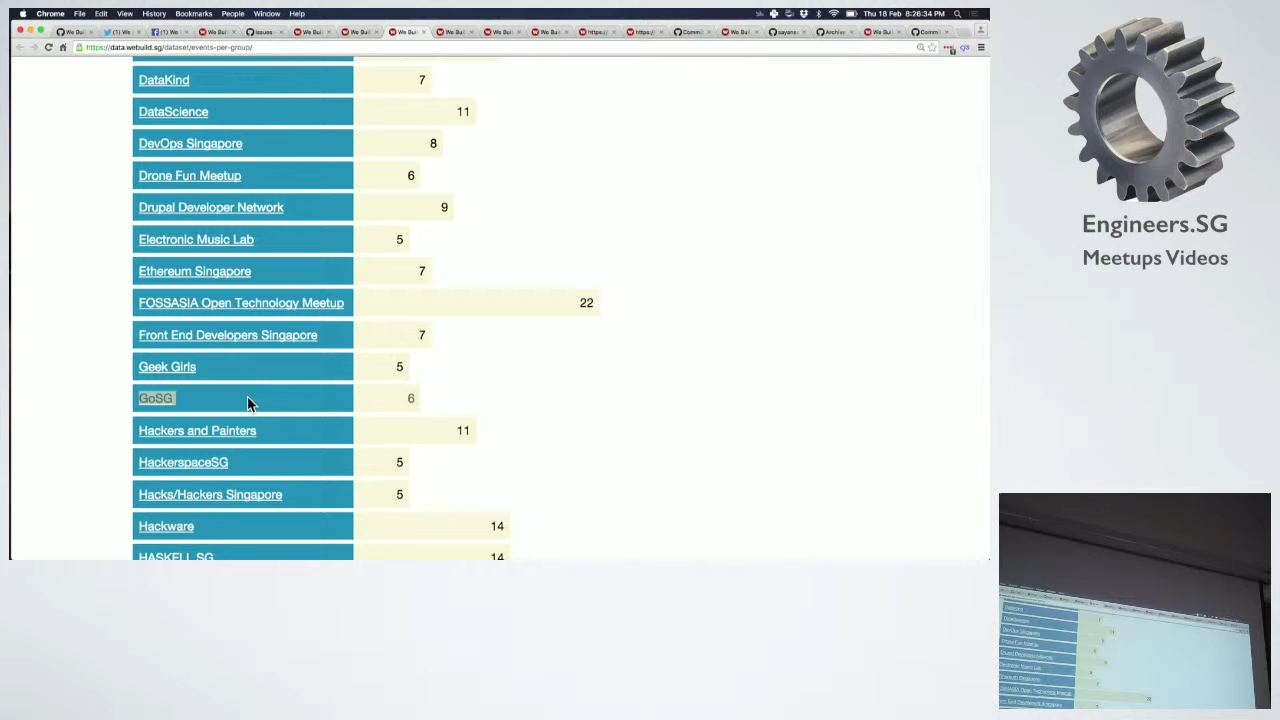 Chrome File Edit View History Bookmarks People Window Help Thu 18 Feb 8:26:34 PM
https://data.webuild.sg/dataset/events-per-group/
DataKind 7
DataScience 11
DevOps Singapore 8
Drone Fun Meetup 6
Drupal Developer Network 9
Electronic Music Lab 5
Ethereum Singapore 7
FOSSASIA Open Technology Meetup 22
Front End Developers Singapore 7
Geek Girls 5
GoSG 6
Hackers and Painters 11
HackerspaceSG 5
Hacks/Hackers Singapore 5
Hackware 14
HASKELL SG 14
Engineers.SG
Meetups Videos